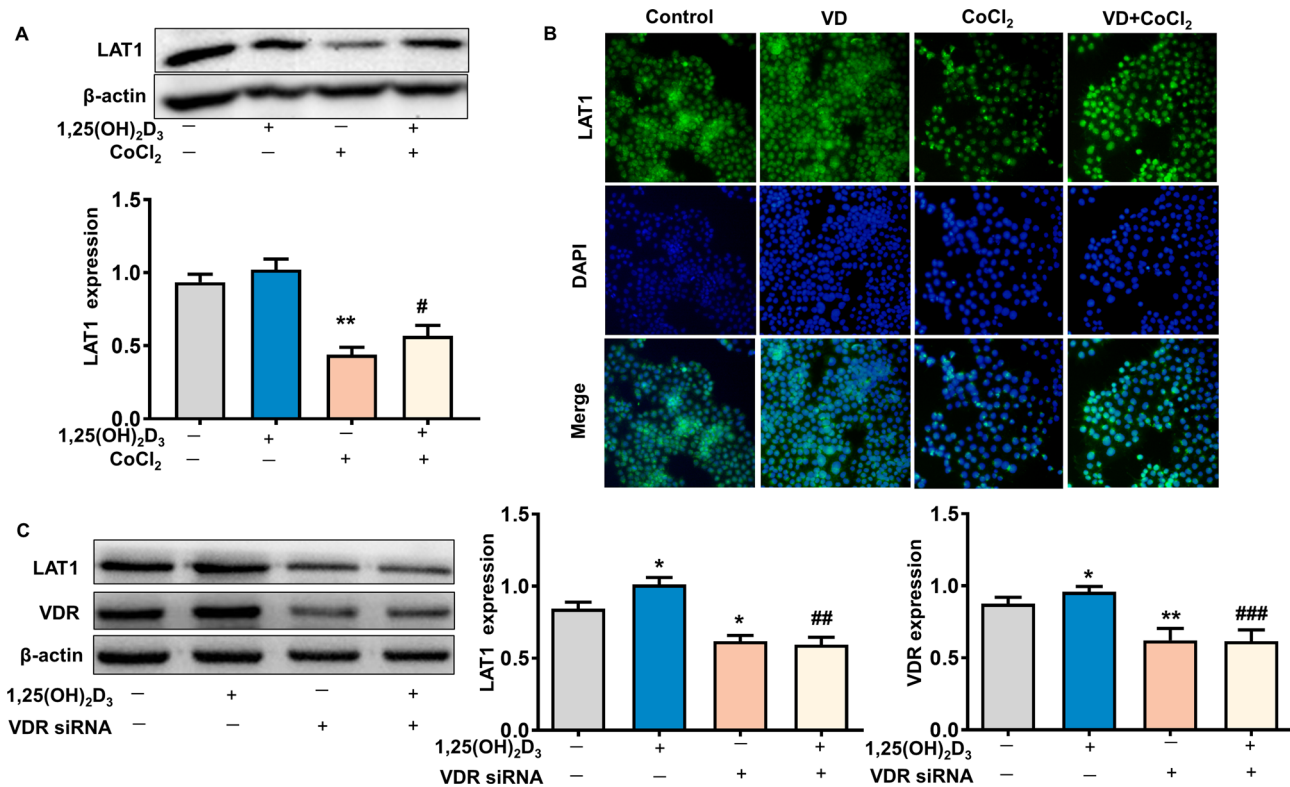 A
LAT1
β-actin
1,25(OH)₂D₃ — + — +
CoCl₂ — — + +
LAT1 expression
1.5
1.0
0.5
0.0
**
#
1,25(OH)₂D₃ — + — +
CoCl₂ — — + +
B
Control VD CoCl₂ VD+CoCl₂
LAT1
DAPI
Merge
C
LAT1
VDR
β-actin
1,25(OH)₂D₃ — + — +
VDR siRNA — — + +
LAT1 expression
1.5
1.0
0.5
0.0
*
*
##
1,25(OH)₂D₃ — + — +
VDR siRNA — — + +
VDR expression
1.5
1.0
0.5
0.0
*
**
###
1,25(OH)₂D₃ — + — +
VDR siRNA — — + +